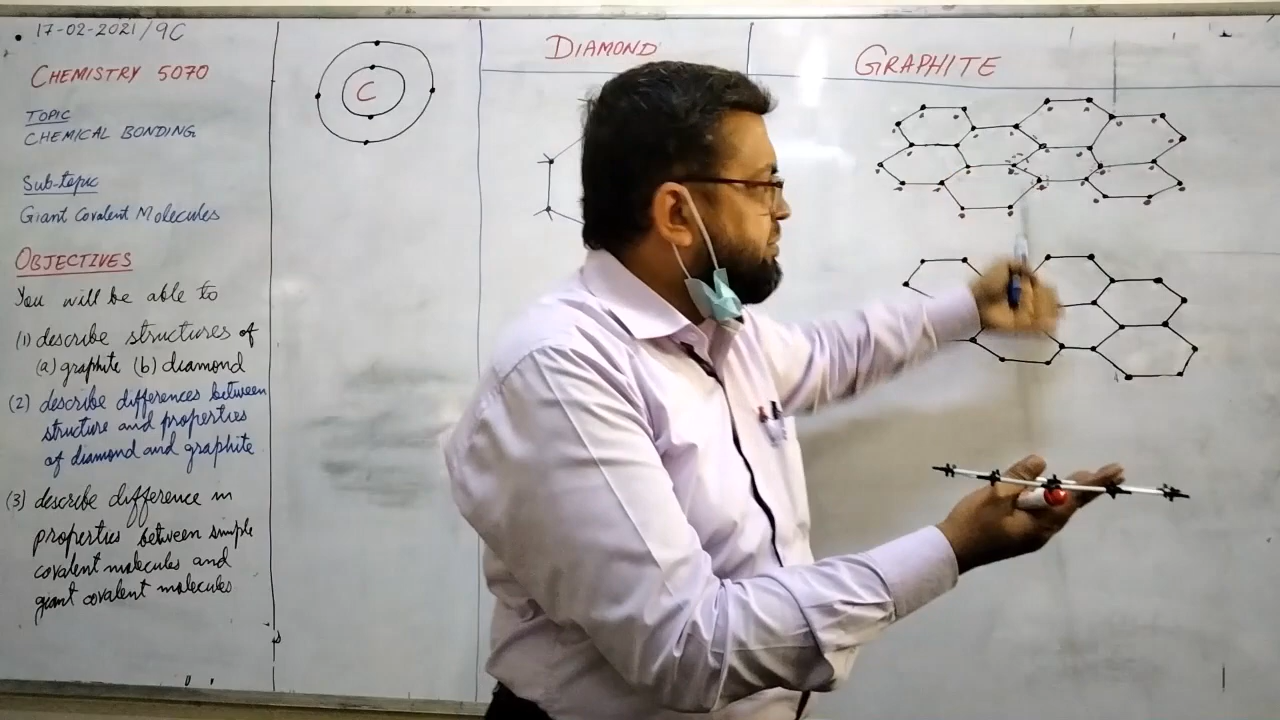 17-02-2021/9C
CHEMISTRY 5070
TOPIC
CHEMICAL BONDING
Sub-topic
Giant Covalent Molecules
OBJECTIVES
You will be able to
(1) describe structures of
(a) graphite (b) diamond
(2) describe differences between
structure and properties
of diamond and graphite
(3) describe difference in
properties between simple
covalent molecules and
giant covalent molecules
C
DIAMOND
GRAPHITE